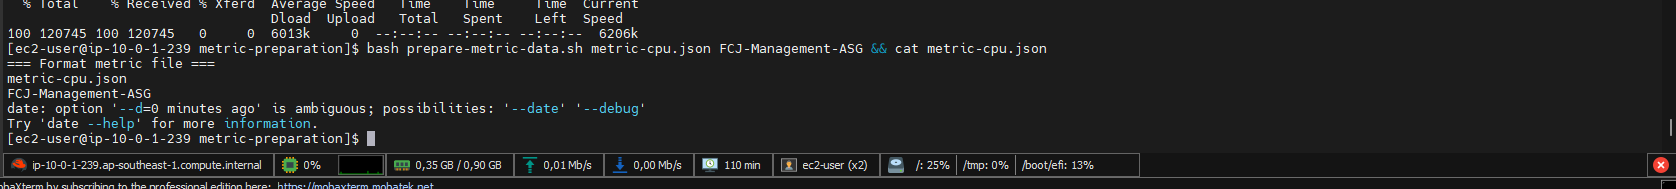 % Total % Received % Xferd Average Speed Time Time Time Current
Dload Upload Total Spent Left Speed
100 120745 100 120745 0 0 6013k 0 --:--:-- --:--:-- --:--:-- 6206k
[ec2-user@ip-10-0-1-239 metric-preparation]$ bash prepare-metric-data.sh metric-cpu.json FCJ-Management-ASG && cat metric-cpu.json
=== Format metric file ===
metric-cpu.json
FCJ-Management-ASG
date: option '--d=0 minutes ago' is ambiguous; possibilities: '--date' '--debug'
Try 'date --help' for more information.
[ec2-user@ip-10-0-1-239 metric-preparation]$
ip-10-0-1-239.ap-southeast-1.compute.internal 0% 0,35 GB / 0,90 GB 0,01 Mb/s 0,00 Mb/s 110 min ec2-user (x2) /: 25% /tmp: 0% /boot/efi: 13%
obaXterm by subscribing to the professional edition here: https://mobaxterm.mobatek.net